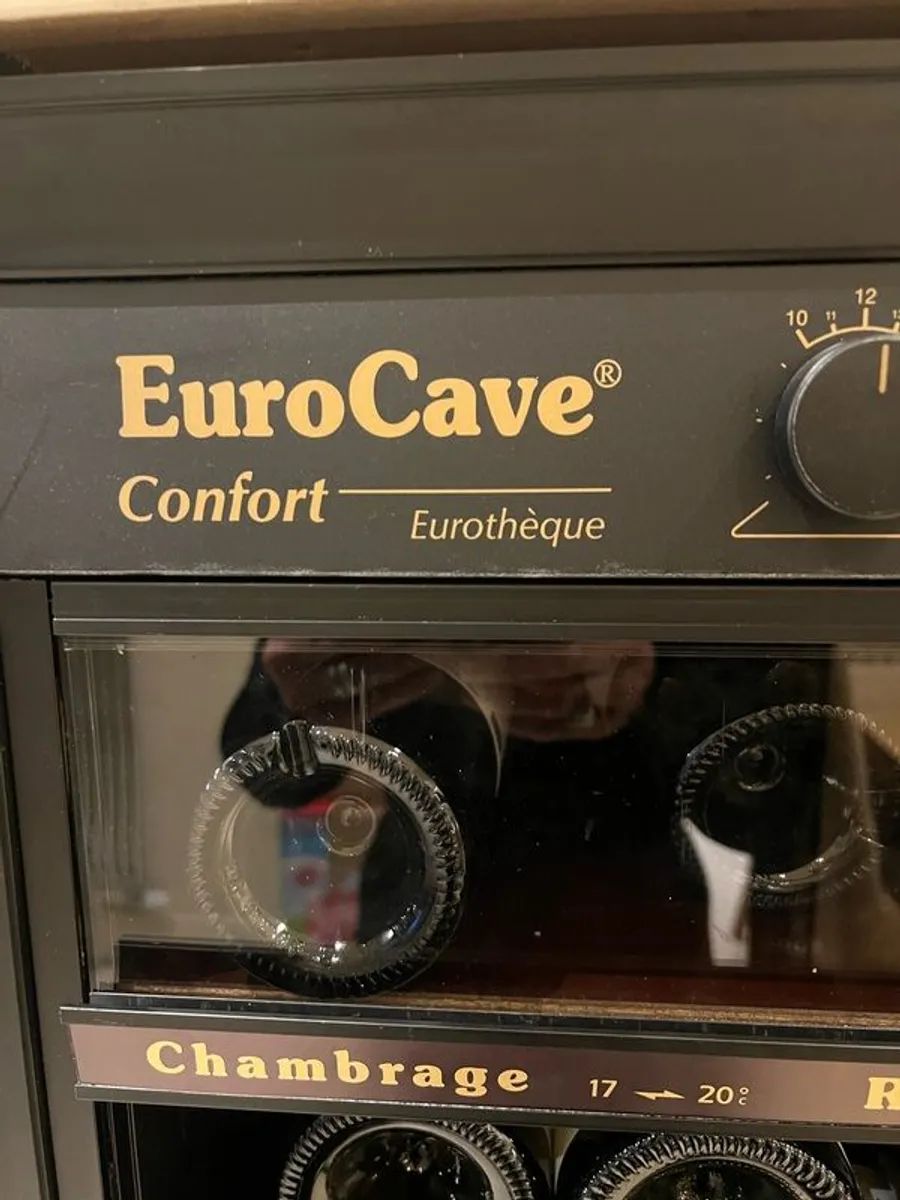 10 11 12
EuroCave®
Confort
Eurothèque
Chambrage 17 20°C